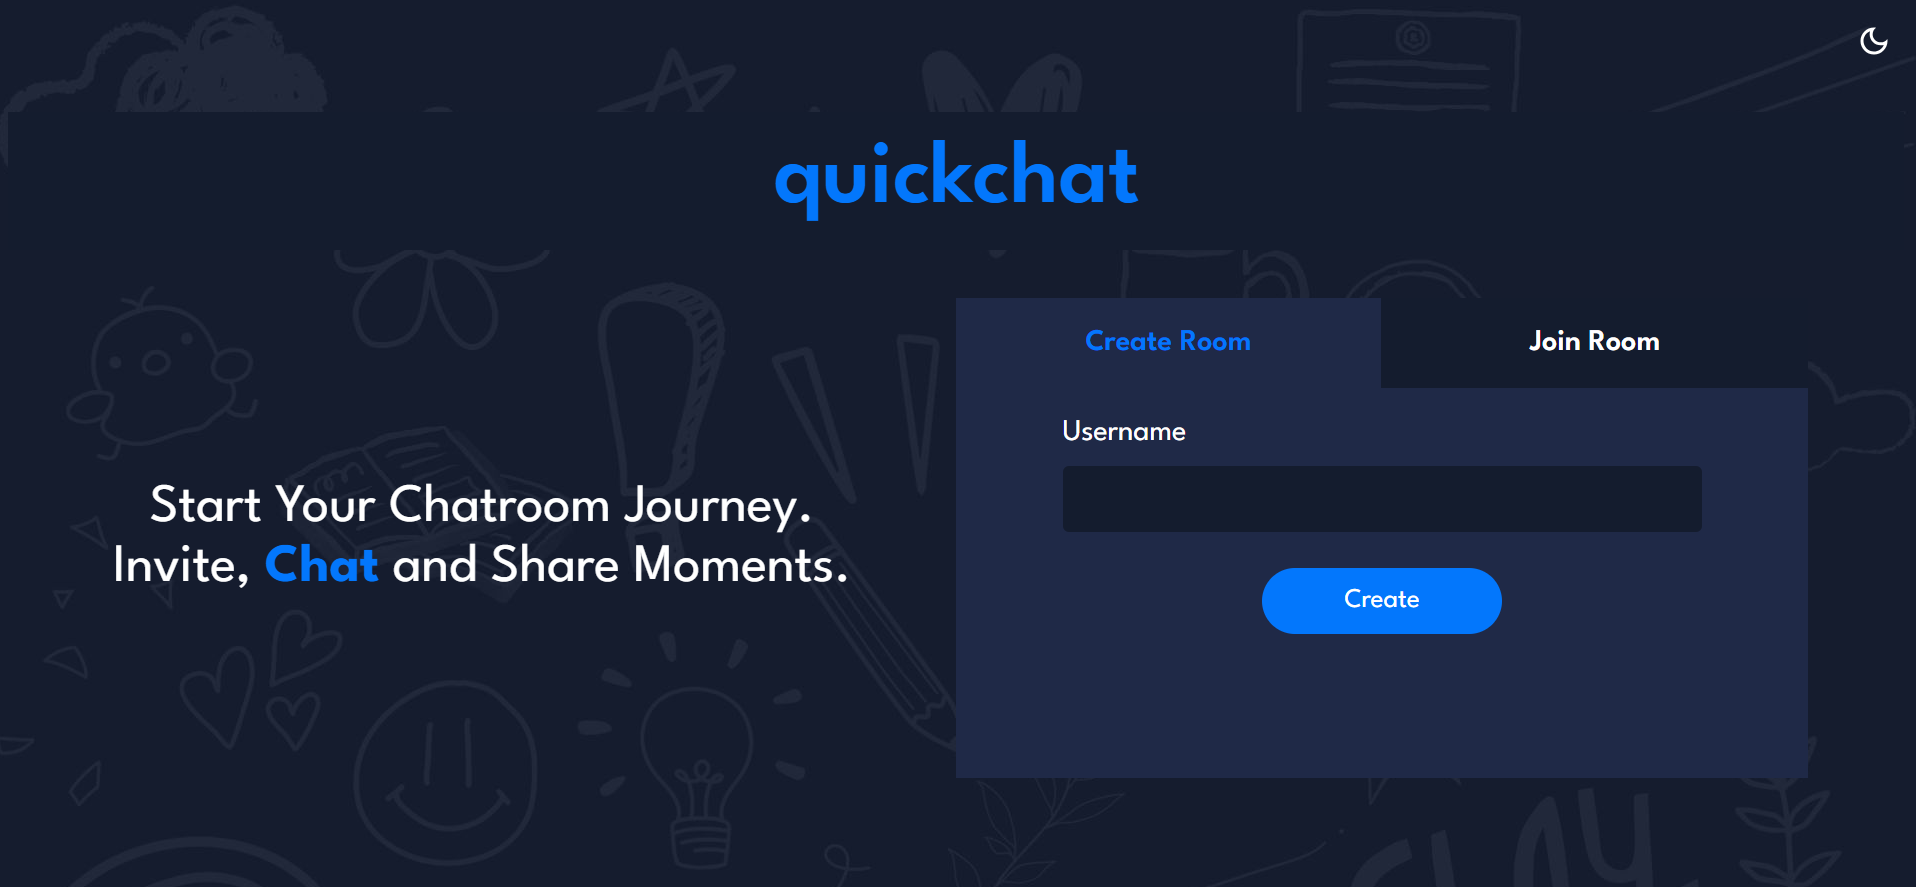 quickchat
Create Room
Join Room
Username
Start Your Chatroom Journey.
Invite, Chat and Share Moments.
Create